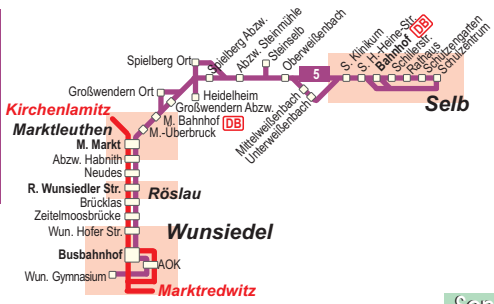 Spielberg Ort
Spielberg Abzw.
Abzw. Steinmühle
Steinselb
Oberweißenbach
5
S. Klinikum
S. H.-Heine-Str.
Bahnhof DB
Schillerstr.
Rathaus
Schützengarten
Schulzentrum
Selb
Großwendern Ort
Heidelheim
Großwendern Abzw.
Mittelweißenbach
Unterweißenbach
Kirchenlamitz
M. Bahnhof DB
Marktleuthen
M.-Überbruck
M. Markt
Abzw. Habnith
Neudes
R. Wunsiedler Str.
Röslau
Brücklas
Zeitelmoosbrücke
Wun. Hofer Str.
Wunsiedel
Busbahnhof
AOK
Wun. Gymnasium
Marktredwitz